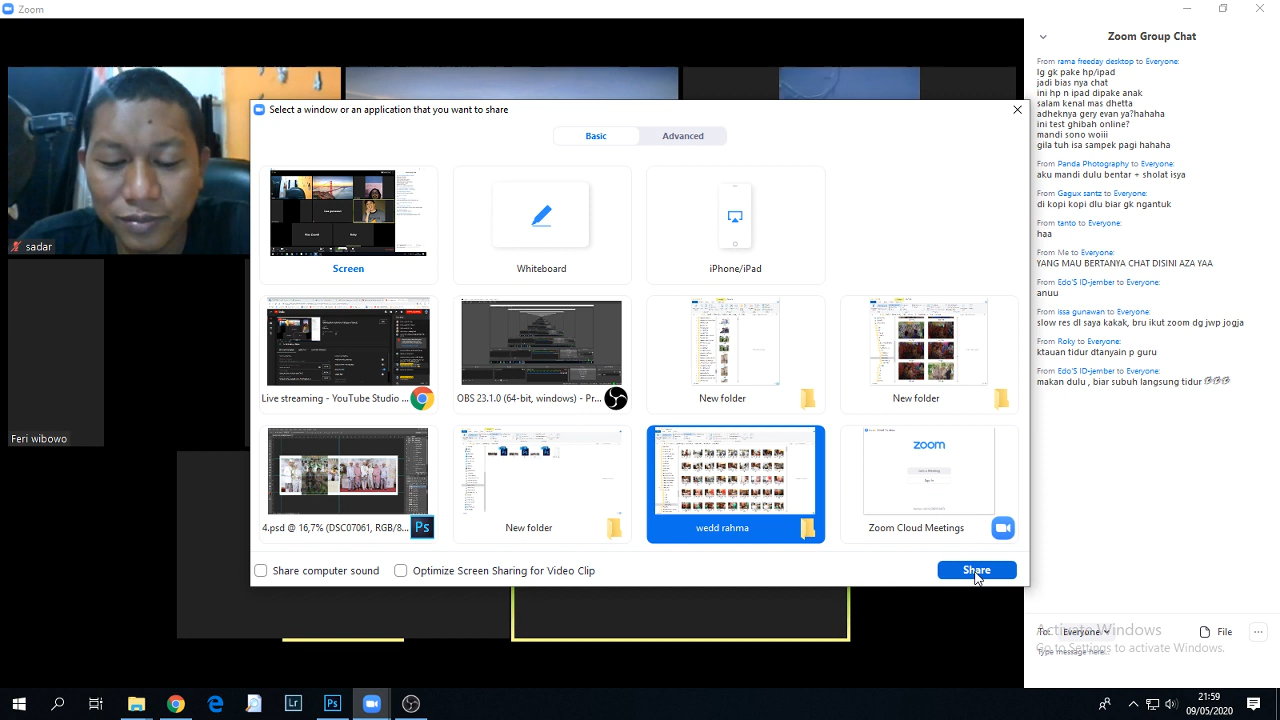 Zoom
Zoom Group Chat
From rama freeday desktop to Everyone:
lg gk pake hp/ipad
jadi bias nya chat
ini hp n ipad dipake anak
salam kenal mas dhetta
adheknya gery evan ya?hahaha
ini test ghibah online?
mandi sono woiii
gila tuh isa sampek pagi hahaha
From Panda Photography to Everyone:
aku mandi dulu bentar + sholat isya
From Gagux santz to Everyone:
di kopi kopi dlu biar gk ngantuk
From tanto to Everyone:
haa
From Me to Everyone:
YANG MAU BERTANYA CHAT DISINI AZA YAA
From Edo'S ID-jember to Everyone:
anuu
From issa gunawan to Everyone:
slow res dl saya pak, bru ikut zoom dg jwp jogja
From Roky to Everyone:
ktauan tidur dtanggin p guru
From Edo'S ID-jember to Everyone:
makan dulu , biar subuh langsung tidur
Select a window or an application that you want to share
Basic
Advanced
Screen
Whiteboard
iPhone/iPad
Live streaming - YouTube Studio ...
OBS 23.1.0 (64-bit, windows) - Pr...
New folder
New folder
4.psd @ 16,7% (DSC07061, RGB/8...
Ps
New folder
wedd rahma
zoom
Zoom Cloud Meetings
Share computer sound
Optimize Screen Sharing for Video Clip
Share
sadar
Feri wibowo
To: Everyone
File
...
Type message here...
Activate Windows
Go to Settings to activate Windows.
Lr
Ps
21:59
09/05/2020